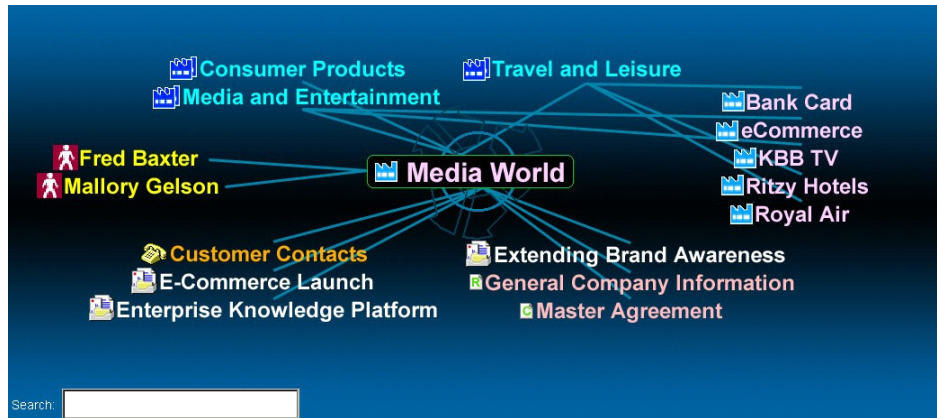 Consumer Products
Travel and Leisure
Media and Entertainment
Bank Card
eCommerce
Fred Baxter
KBB TV
Media World
Mallory Gelson
Ritzy Hotels
Royal Air
Customer Contacts
Extending Brand Awareness
E-Commerce Launch
R General Company Information
Enterprise Knowledge Platform
C Master Agreement
Search: